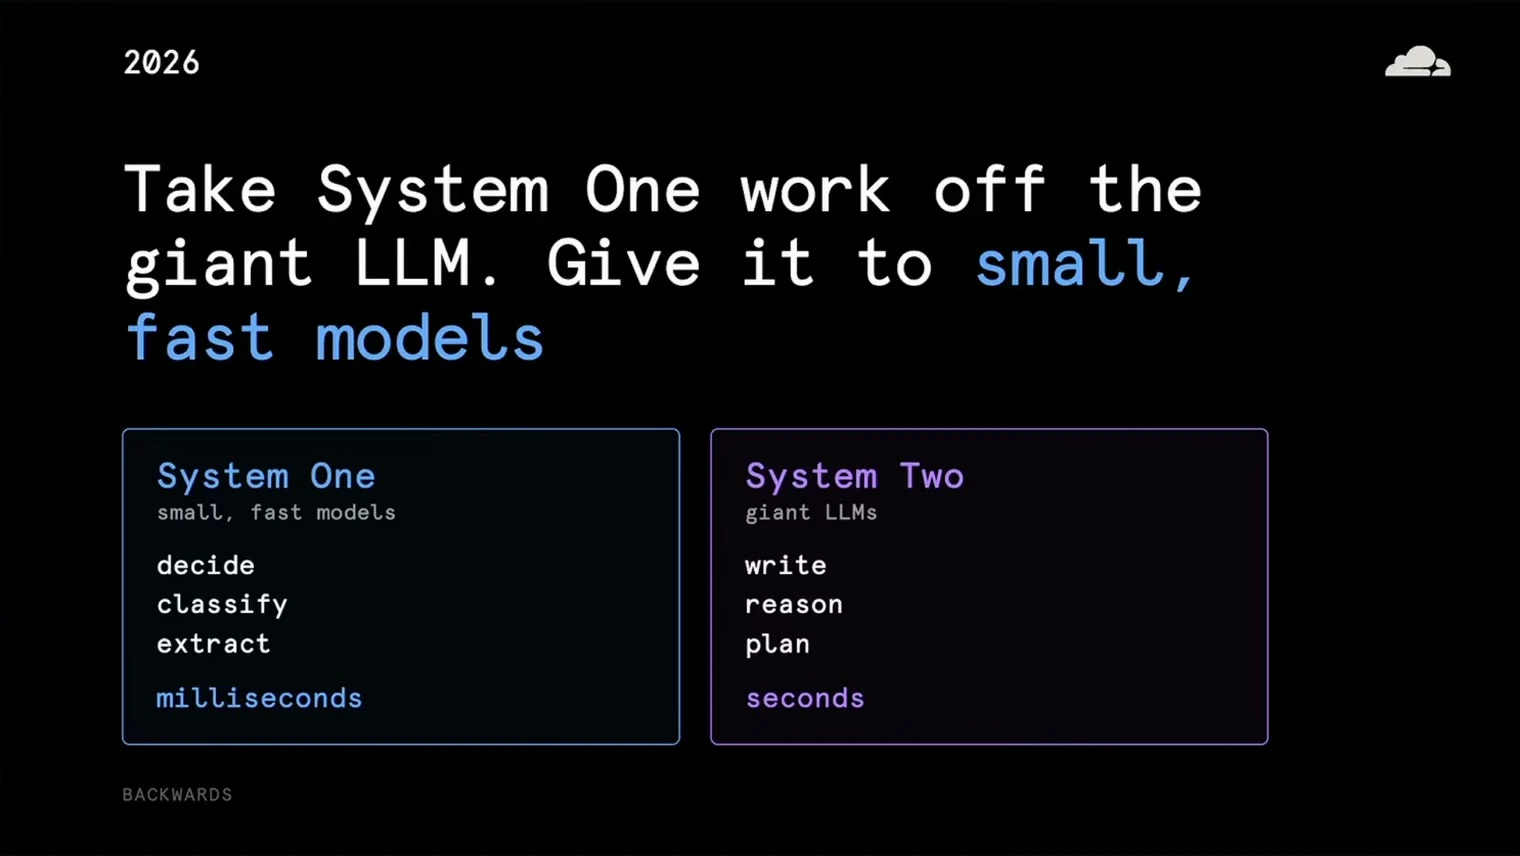 2026
Take System One work off the
giant LLM. Give it to small,
fast models
System One
small, fast models
decide
classify
extract
milliseconds
System Two
giant LLMs
write
reason
plan
seconds
BACKWARDS